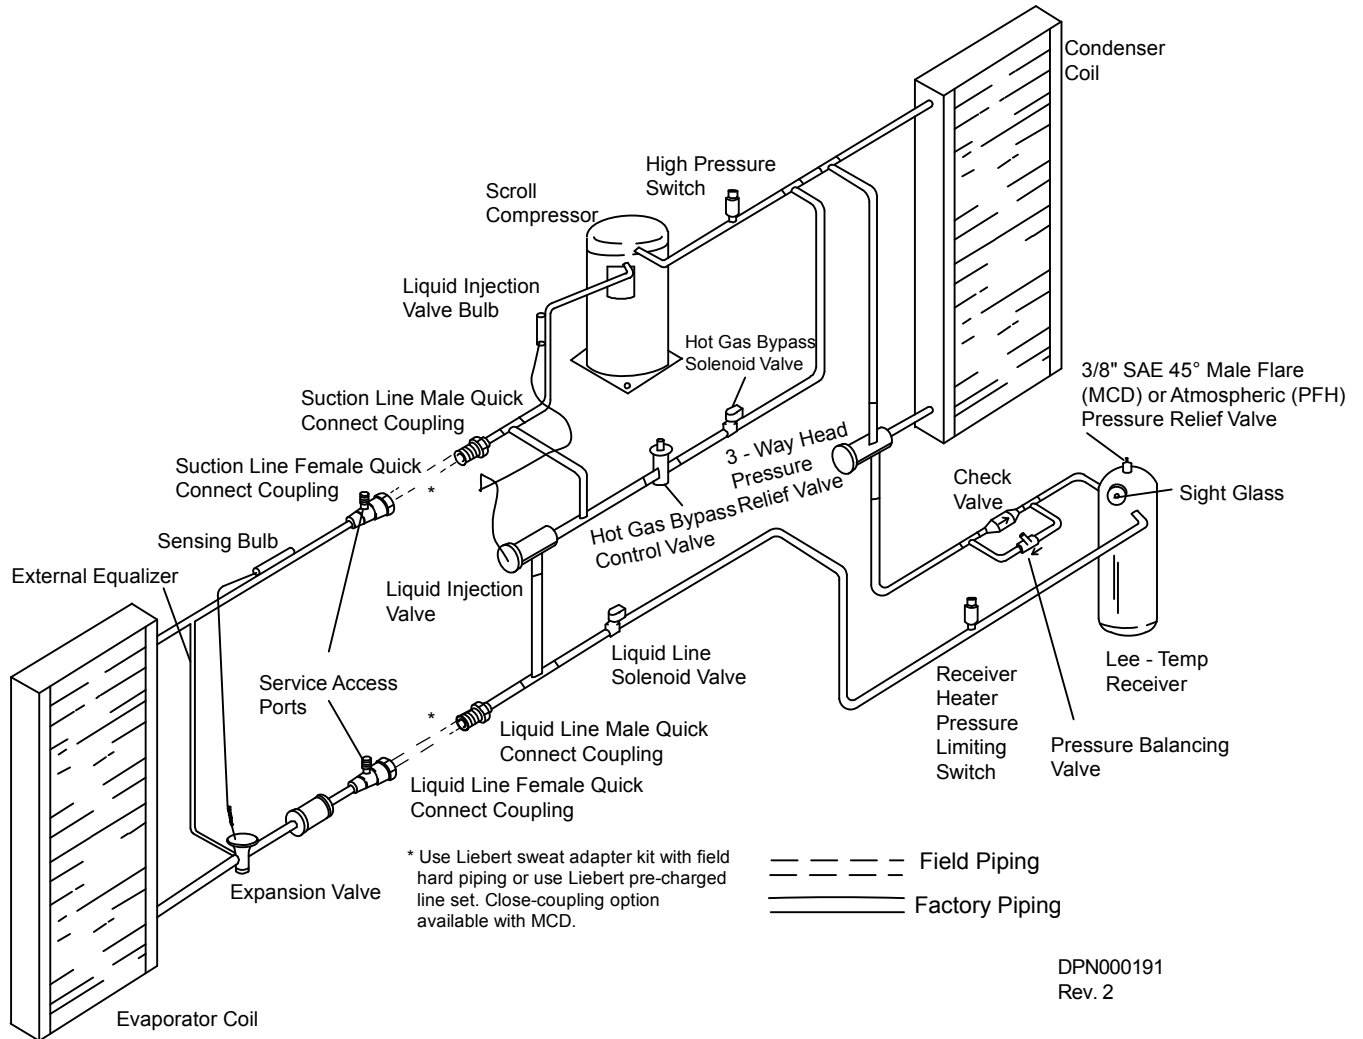 Condenser
Coil
High Pressure
Switch
Scroll
Compressor
Liquid Injection
Valve Bulb
Hot Gas Bypass
Solenoid Valve
3/8" SAE 45° Male Flare
(MCD) or Atmospheric (PFH)
Pressure Relief Valve
Suction Line Male Quick
Connect Coupling
3 - Way Head
Pressure
Relief Valve
Suction Line Female Quick
Connect Coupling
*
Check
Valve
Sight Glass
Hot Gas Bypass
Control Valve
Sensing Bulb
External Equalizer
Liquid Injection
Valve
Liquid Line
Solenoid Valve
Receiver
Heater
Pressure
Limiting
Switch
Lee - Temp
Receiver
Service Access
Ports
*
Liquid Line Male Quick
Connect Coupling
Pressure Balancing
Valve
Liquid Line Female Quick
Connect Coupling
Expansion Valve
* Use Liebert sweat adapter kit with field
hard piping or use Liebert pre-charged
line set. Close-coupling option
available with MCD.
Field Piping
Factory Piping
DPN000191
Rev. 2
Evaporator Coil